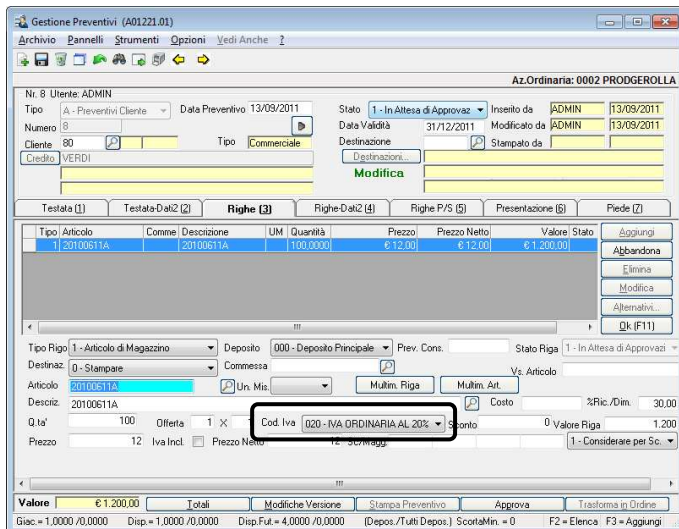 Gestione Preventivi (A01221.01)
Archivio Pannelli Strumenti Opzioni Vedi Anche ?
Az.Ordinaria: 0002 PRODGEROLLA
Nr. 8 Utente: ADMIN
Tipo A - Preventivi Cliente Data Preventivo 13/09/2011 Stato 1 - In Attesa di Approvaz Inserito da ADMIN 13/09/2011
Numero 8 Data Validità 31/12/2011 Modificato da ADMIN 13/09/2011
Cliente 80 Tipo Commerciale Destinazione Stampato da
Credito VERDI Destinazioni...
Modifica
Testata (1) Testata-Dati2 (2) Righe (3) Righe-Dati2 (4) Righe P/S (5) Presentazione (6) Piede (7)
Tipo Articolo Comme Descrizione UM Quantità Prezzo Prezzo Netto Valore Stato Aggiungi
1 20100611A 20100611A 100,0000 € 12,00 € 12,00 € 1.200,00
Abbandona
Elimina
Modifica
Alternativi...
Ok (F11)
Tipo Rigo 1 - Articolo di Magazzino Deposito 000 - Deposito Principale Prev. Cons. Stato Riga 1 - In Attesa di Approvazi
Destinaz. 0 - Stampare Commessa Vs. Articolo
Articolo 20100611A Un. Mis. Multim. Riga Multim. Art.
Descriz. 20100611A Costo %Ric./Dim. 30,00
Q.ta' 100 Offerta 1 X Cod. Iva 020 - IVA ORDINARIA AL 20% Sconto 0 Valore Riga 1.200
Prezzo 12 Iva Incl. Prezzo Netto 12 Sc/Magg. 1 - Considerare per Sc.
Valore € 1.200,00 Totali Modifiche Versione Stampa Preventivo Approva Trasforma in Ordine
Giac.= 1,0000 /0,0000 Disp.= 1,0000 /0,0000 Disp.Fut.= 4,0000 /0,0000 (Depos./Tutti Depos.) ScortaMin. = 0 F2 = Elenco F3 = Aggiungi